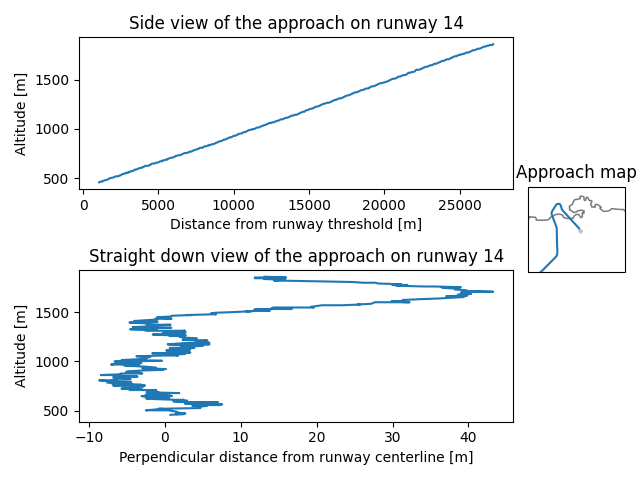 Side view of the approach on runway 14
Altitude [m]
1500
1000
500
0 5000 10000 15000 20000 25000
Distance from runway threshold [m]
Approach map
Straight down view of the approach on runway 14
Altitude [m]
1500
1000
500
−10 0 10 20 30 40
Perpendicular distance from runway centerline [m]